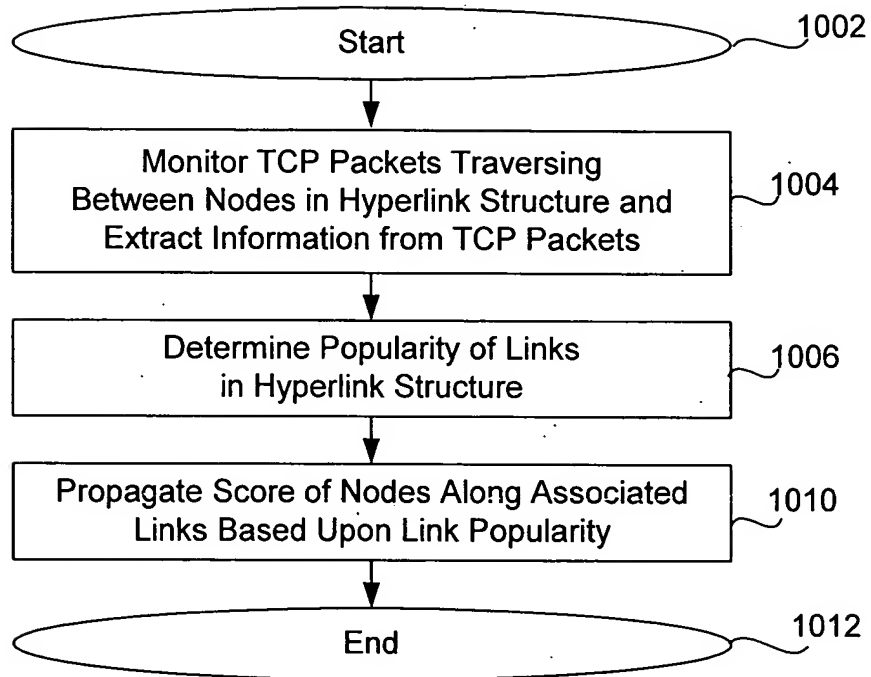 Start
1002
Monitor TCP Packets Traversing
Between Nodes in Hyperlink Structure and
Extract Information from TCP Packets
1004
Determine Popularity of Links
in Hyperlink Structure
1006
Propagate Score of Nodes Along Associated
Links Based Upon Link Popularity
1010
End
1012